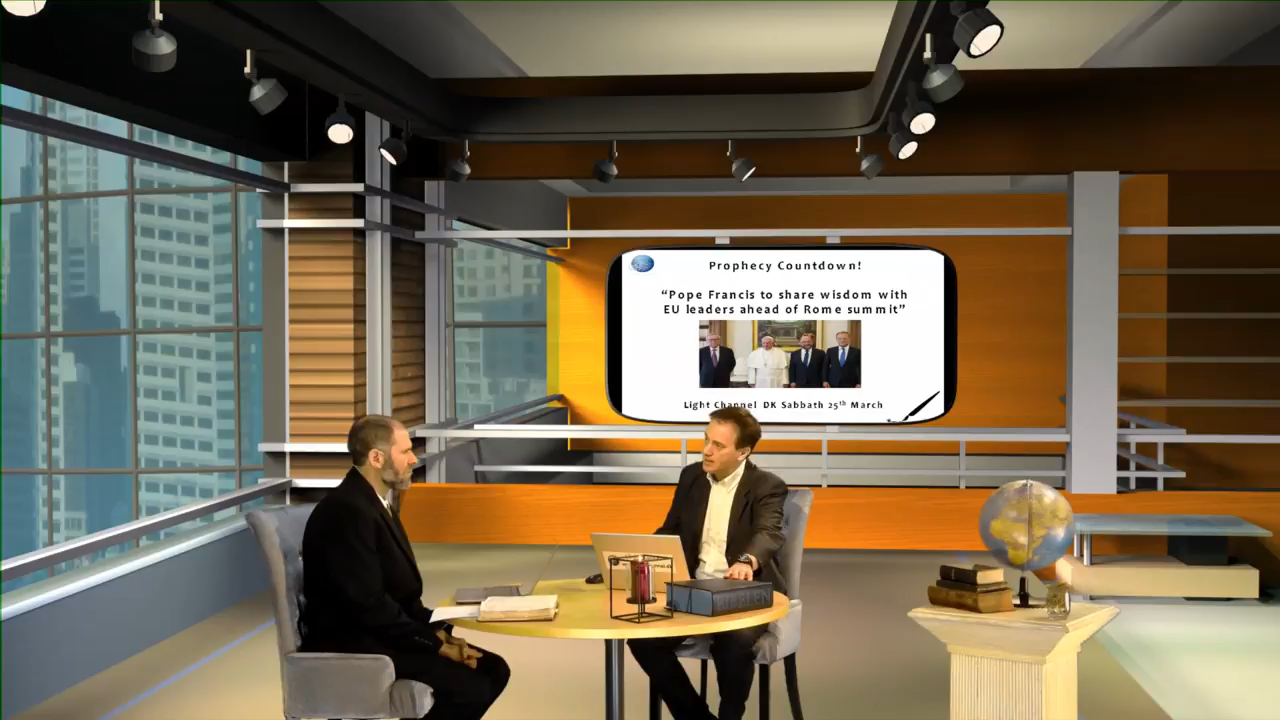 Prophecy Countdown!
“Pope Francis to share wisdom with
EU leaders ahead of Rome summit”
Light Channel DK Sabbath 25th March
BIBLEN